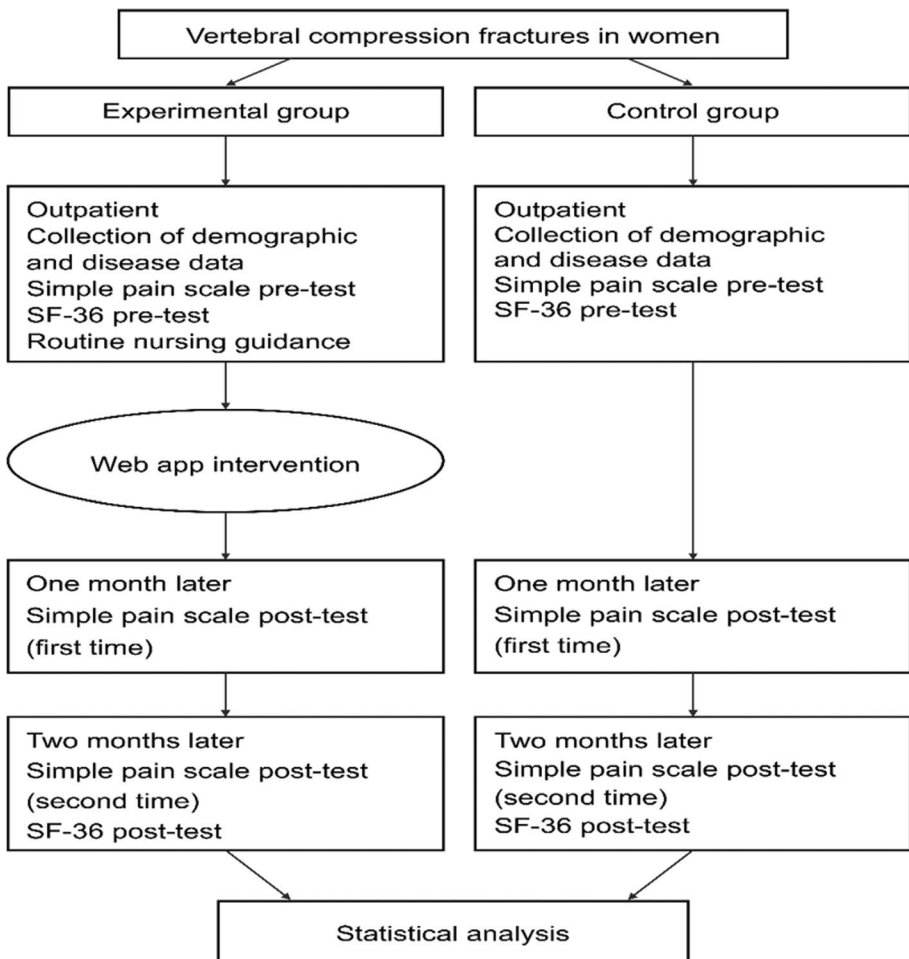 Vertebral compression fractures in women
Experimental group
Control group
Outpatient
Collection of demographic
and disease data
Simple pain scale pre-test
SF-36 pre-test
Routine nursing guidance
Outpatient
Collection of demographic
and disease data
Simple pain scale pre-test
SF-36 pre-test
Web app intervention
One month later
Simple pain scale post-test
(first time)
One month later
Simple pain scale post-test
(first time)
Two months later
Simple pain scale post-test
(second time)
SF-36 post-test
Two months later
Simple pain scale post-test
(second time)
SF-36 post-test
Statistical analysis